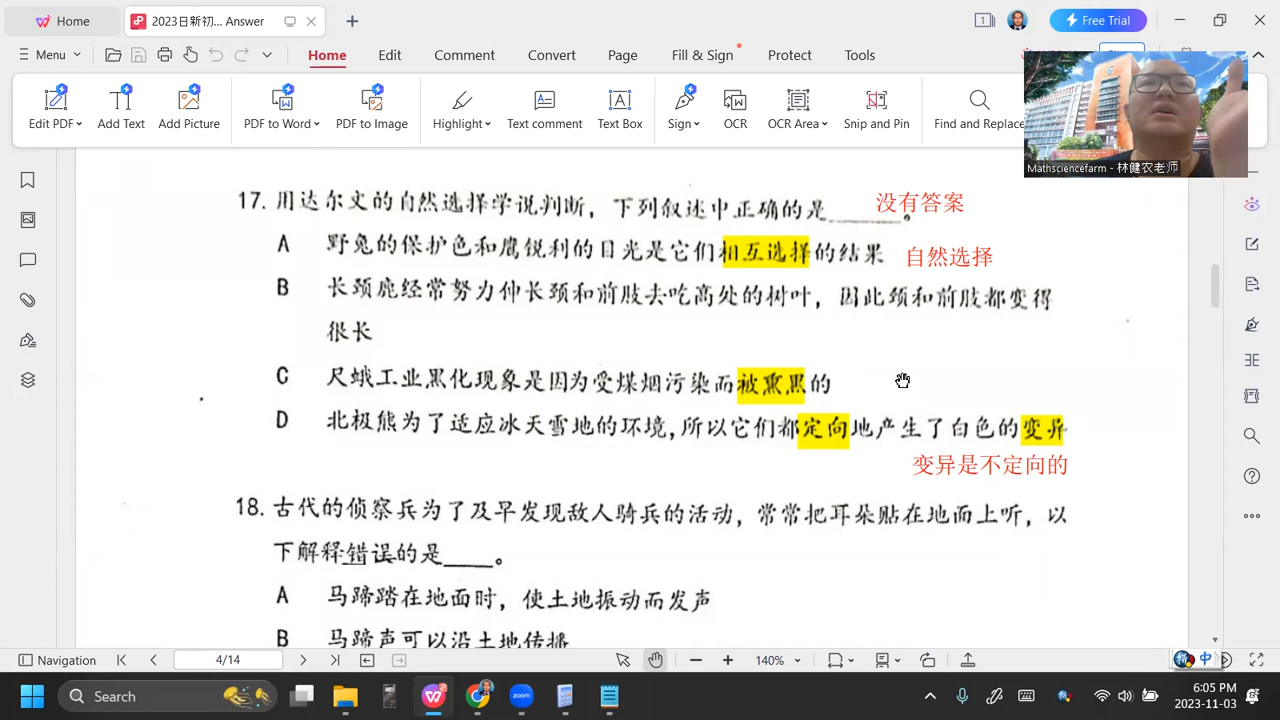 Home
2023日新初... Answer
Free Trial
Menu
Home
Edit
Comment
Convert
Page
Fill & Sign
Protect
Tools
Edit PDF
Add Text
Add Picture
PDF to Word
PDF to Image
Highlight
Text comment
Text Box
Sign
OCR
OCR Area
Snip and Pin
Find and Replace
Mathsciencefarm - 林健农老师
17. 用达尔文的自然选择学说判断，下列叙述中正确的是______。 没有答案
A 野兔的保护色和鹰锐利的目光是它们相互选择的结果 自然选择
B 长颈鹿经常努力伸长颈和前肢去吃高处的树叶，因此颈和前肢都变得
很长
C 尺蛾工业黑化现象是因为受煤烟污染而被熏黑的
D 北极熊为了适应冰天雪地的环境，所以它们都定向地产生了白色的变异
变异是不定向的
18. 古代的侦察兵为了及早发现敌人骑兵的活动，常常把耳朵贴在地面上听，以
下解释错误的是____。
A 马蹄踏在地面时，使土地振动而发声
B 马蹄声可以沿土地传播
Navigation
4/14
140%
中
Search
6:05 PM
2023-11-03